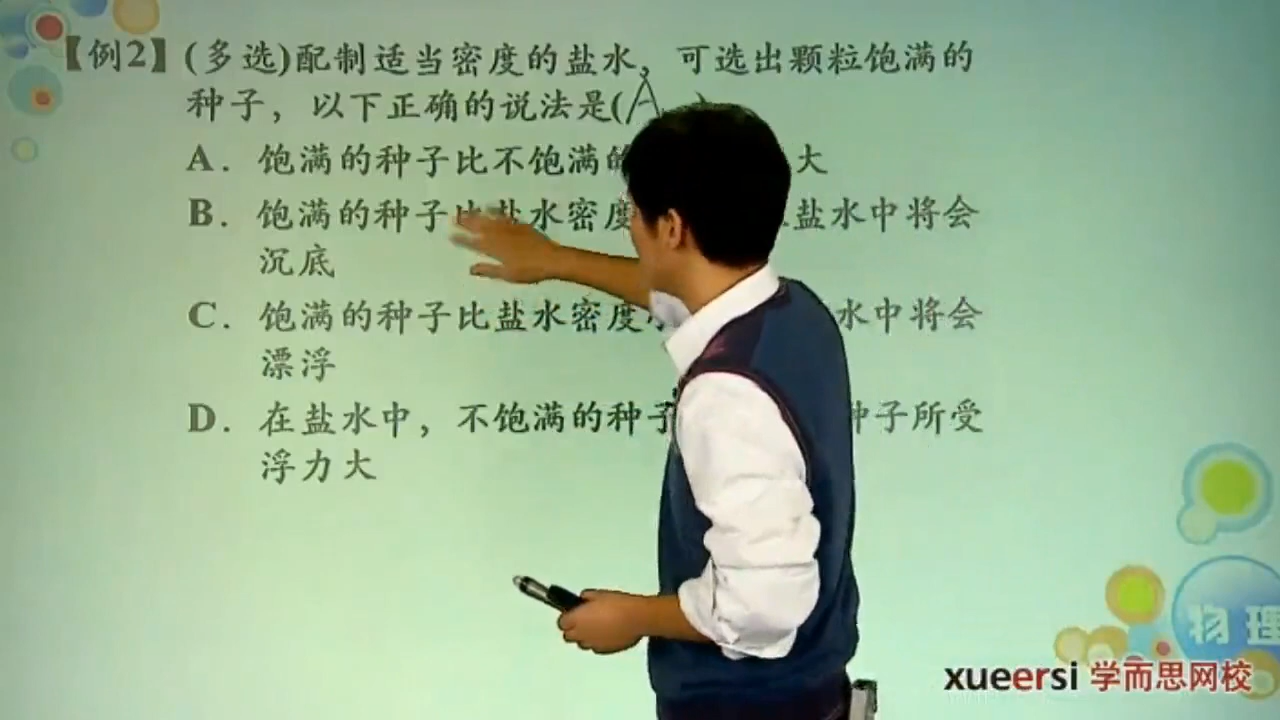 【例2】(多选)配制适当密度的盐水，可选出颗粒饱满的
种子，以下正确的说法是(A
A．饱满的种子比不饱满的 大
B．饱满的种子比盐水密度 盐水中将会
沉底
C．饱满的种子比盐水密度 水中将会
漂浮
D．在盐水中，不饱满的种子 种子所受
浮力大
物理
xueersi 学而思网校